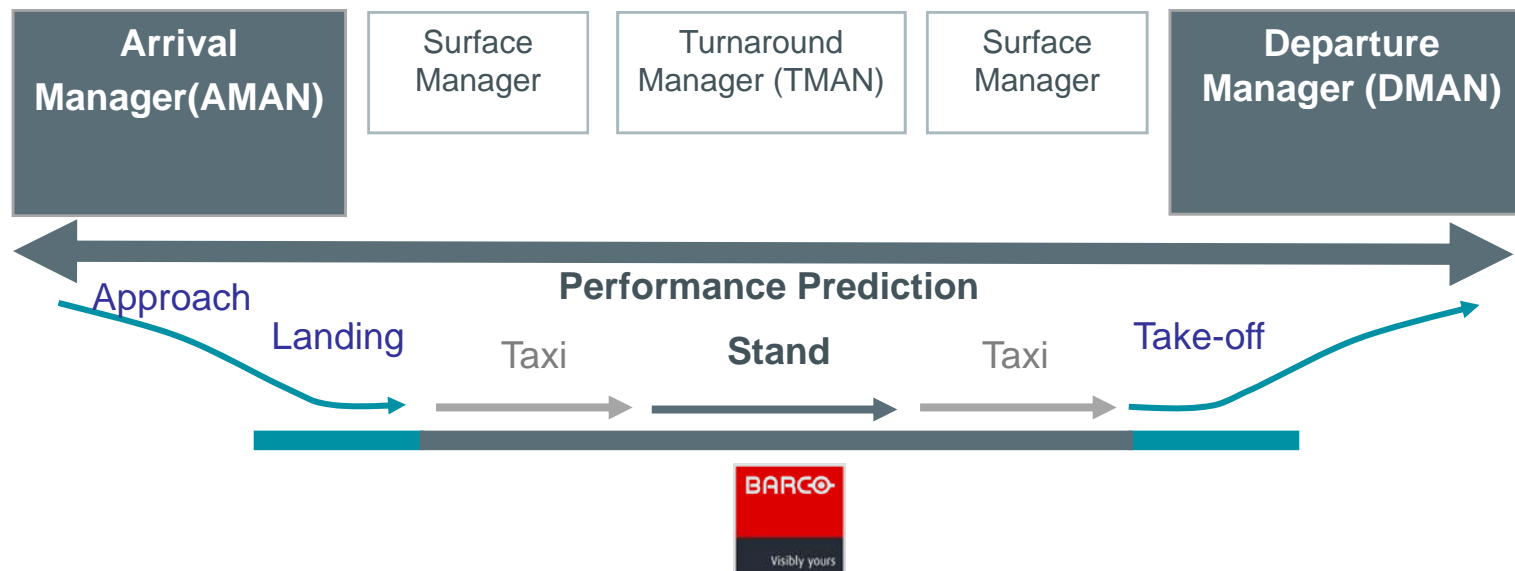 Arrival
Manager(AMAN)
Surface
Manager
Turnaround
Manager (TMAN)
Surface
Manager
Departure
Manager (DMAN)
Performance Prediction
Approach
Landing
Taxi
Stand
Taxi
Take-off
BARCO
Visibly yours